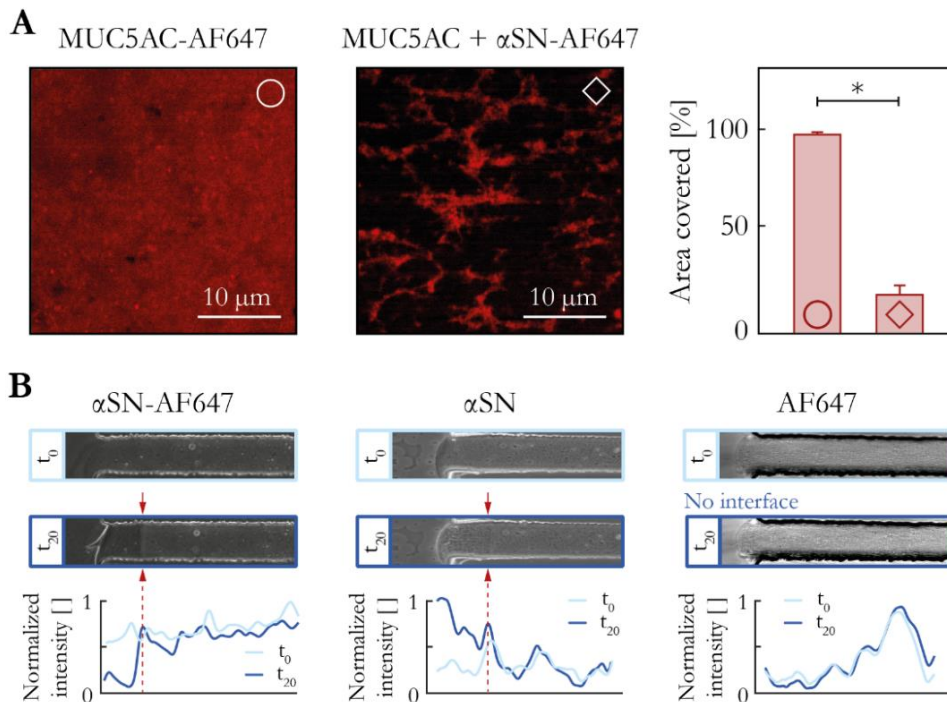 A
MUC5AC-AF647
MUC5AC + αSN-AF647
10 µm
10 µm
Area covered [%]
100
50
0
*
B
αSN-AF647
αSN
AF647
t0
t0
t0
No interface
t20
t20
t20
Normalized
intensity [ ]
1
0
t0
t20
Normalized
intensity [ ]
1
0
t0
t20
Normalized
intensity [ ]
1
0
t0
t20